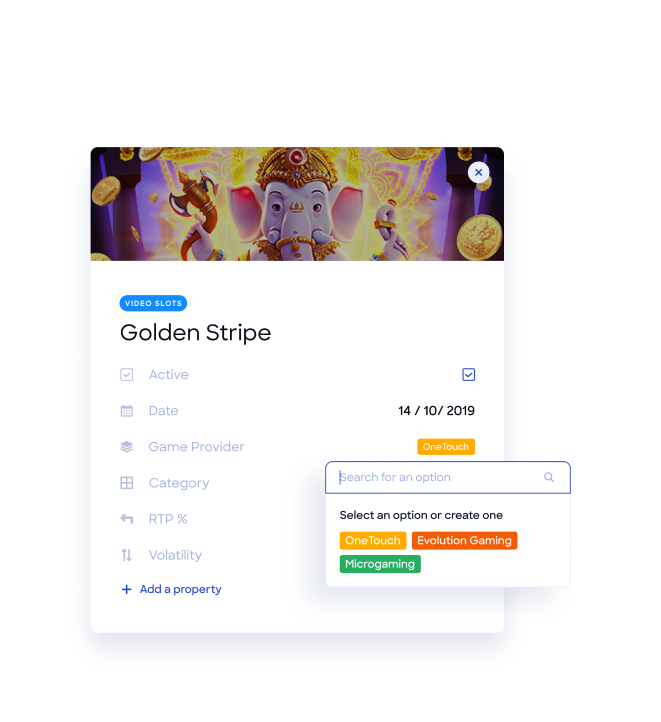 VIDEO SLOTS
Golden Stripe
Active
Date
14 / 10/ 2019
Game Provider
OneTouch
Category
Search for an option
Select an option or create one
RTP %
OneTouch Evolution Gaming
Volatility
Microgaming
Add a property